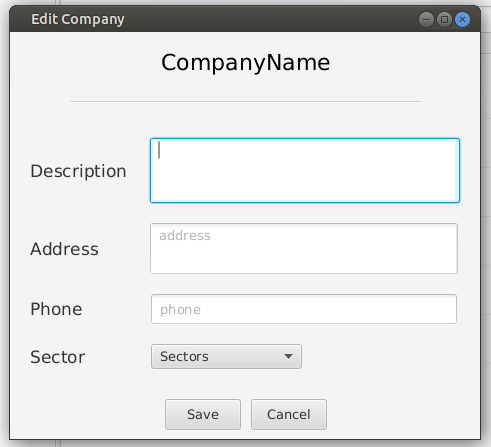 Edit Company
CompanyName
Description
Address
address
Phone
phone
Sector
Sectors
Save
Cancel